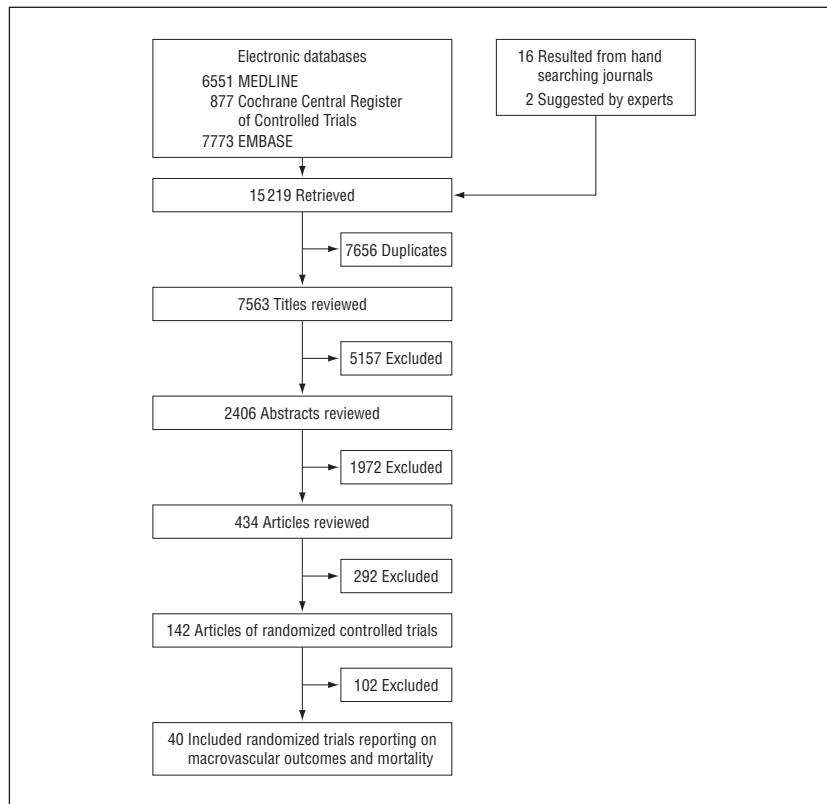 Electronic databases
6551 MEDLINE
877 Cochrane Central Register
of Controlled Trials
7773 EMBASE
16 Resulted from hand
searching journals
2 Suggested by experts
15 219 Retrieved
7656 Duplicates
7563 Titles reviewed
5157 Excluded
2406 Abstracts reviewed
1972 Excluded
434 Articles reviewed
292 Excluded
142 Articles of randomized controlled trials
102 Excluded
40 Included randomized trials reporting on
macrovascular outcomes and mortality